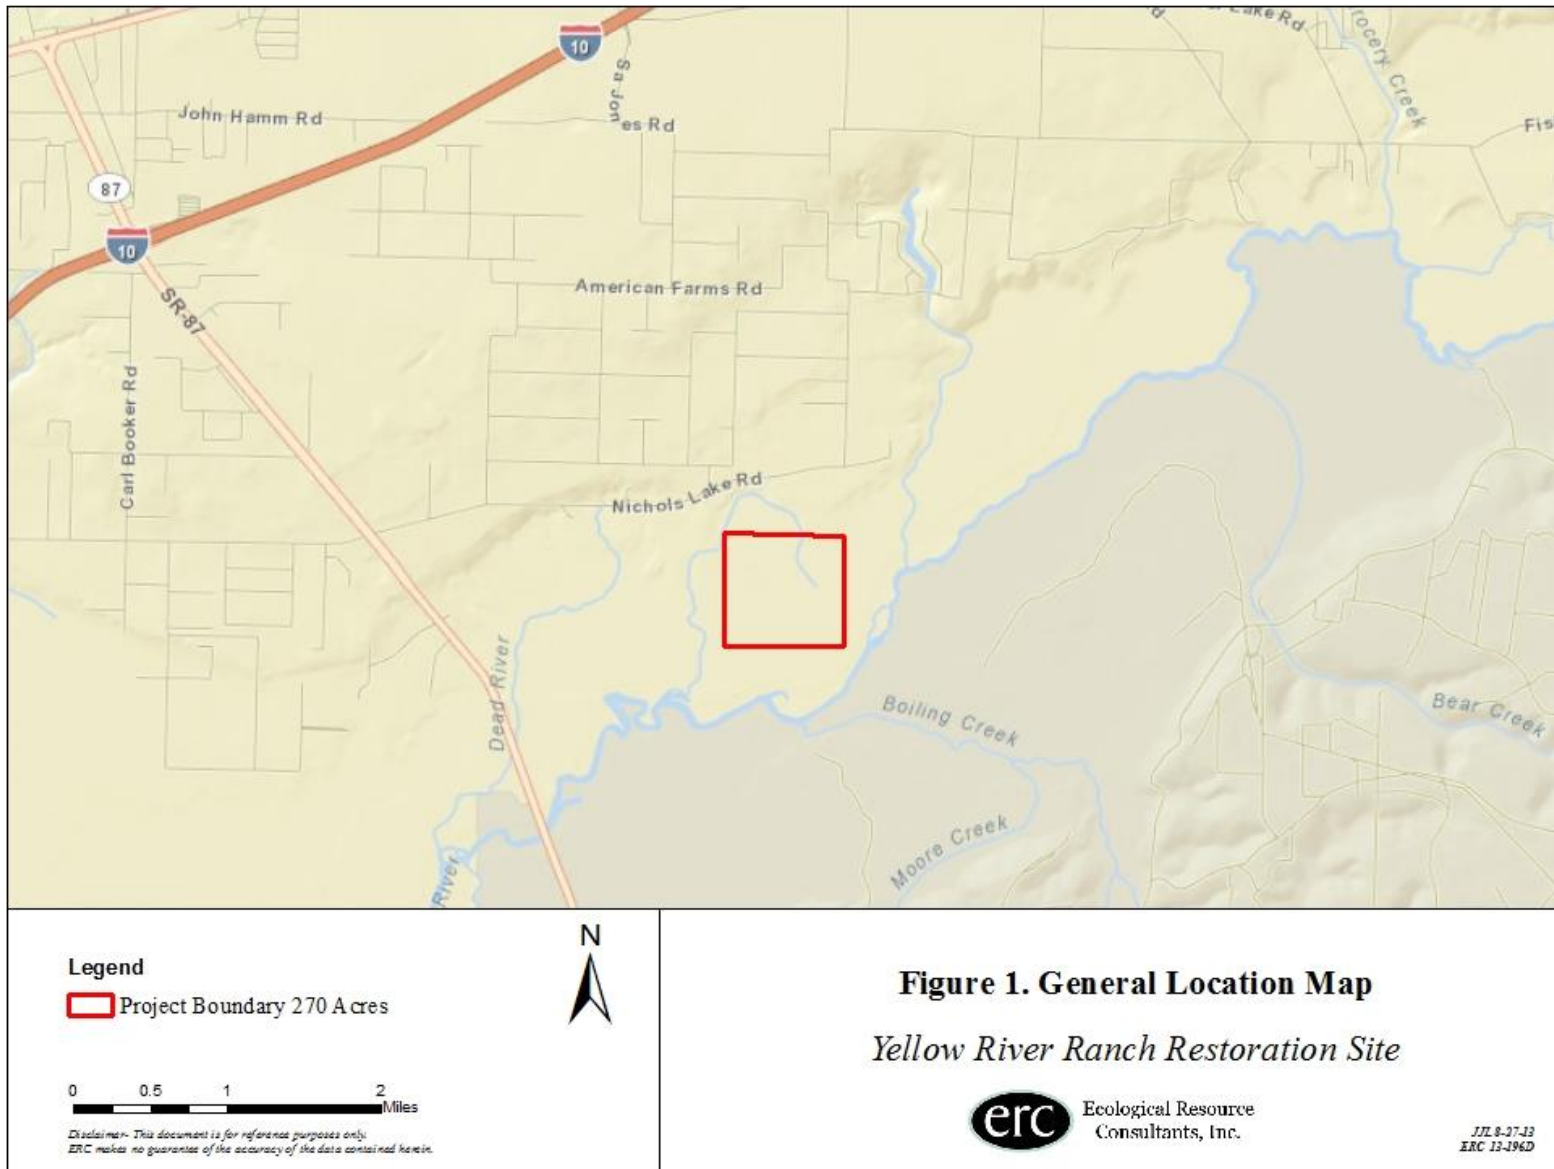 Lake Rd
Grocery Creek
10
Sa Jones Rd
John Hamm Rd
Fis
87
10
SR-87
American Farms Rd
Carl Booker Rd
Nichols Lake Rd
Dead River
Boiling Creek
Bear Creek
Moore Creek
River
Legend
Project Boundary 270 Acres
0 0.5 1 2
Miles
Disclaimer- This document is for reference purposes only.
ERC makes no guarantee of the accuracy of the data contained herein.
N
Figure 1. General Location Map
Yellow River Ranch Restoration Site
erc
Ecological Resource
Consultants, Inc.
JJL 8-27-13
ERC 13-196D